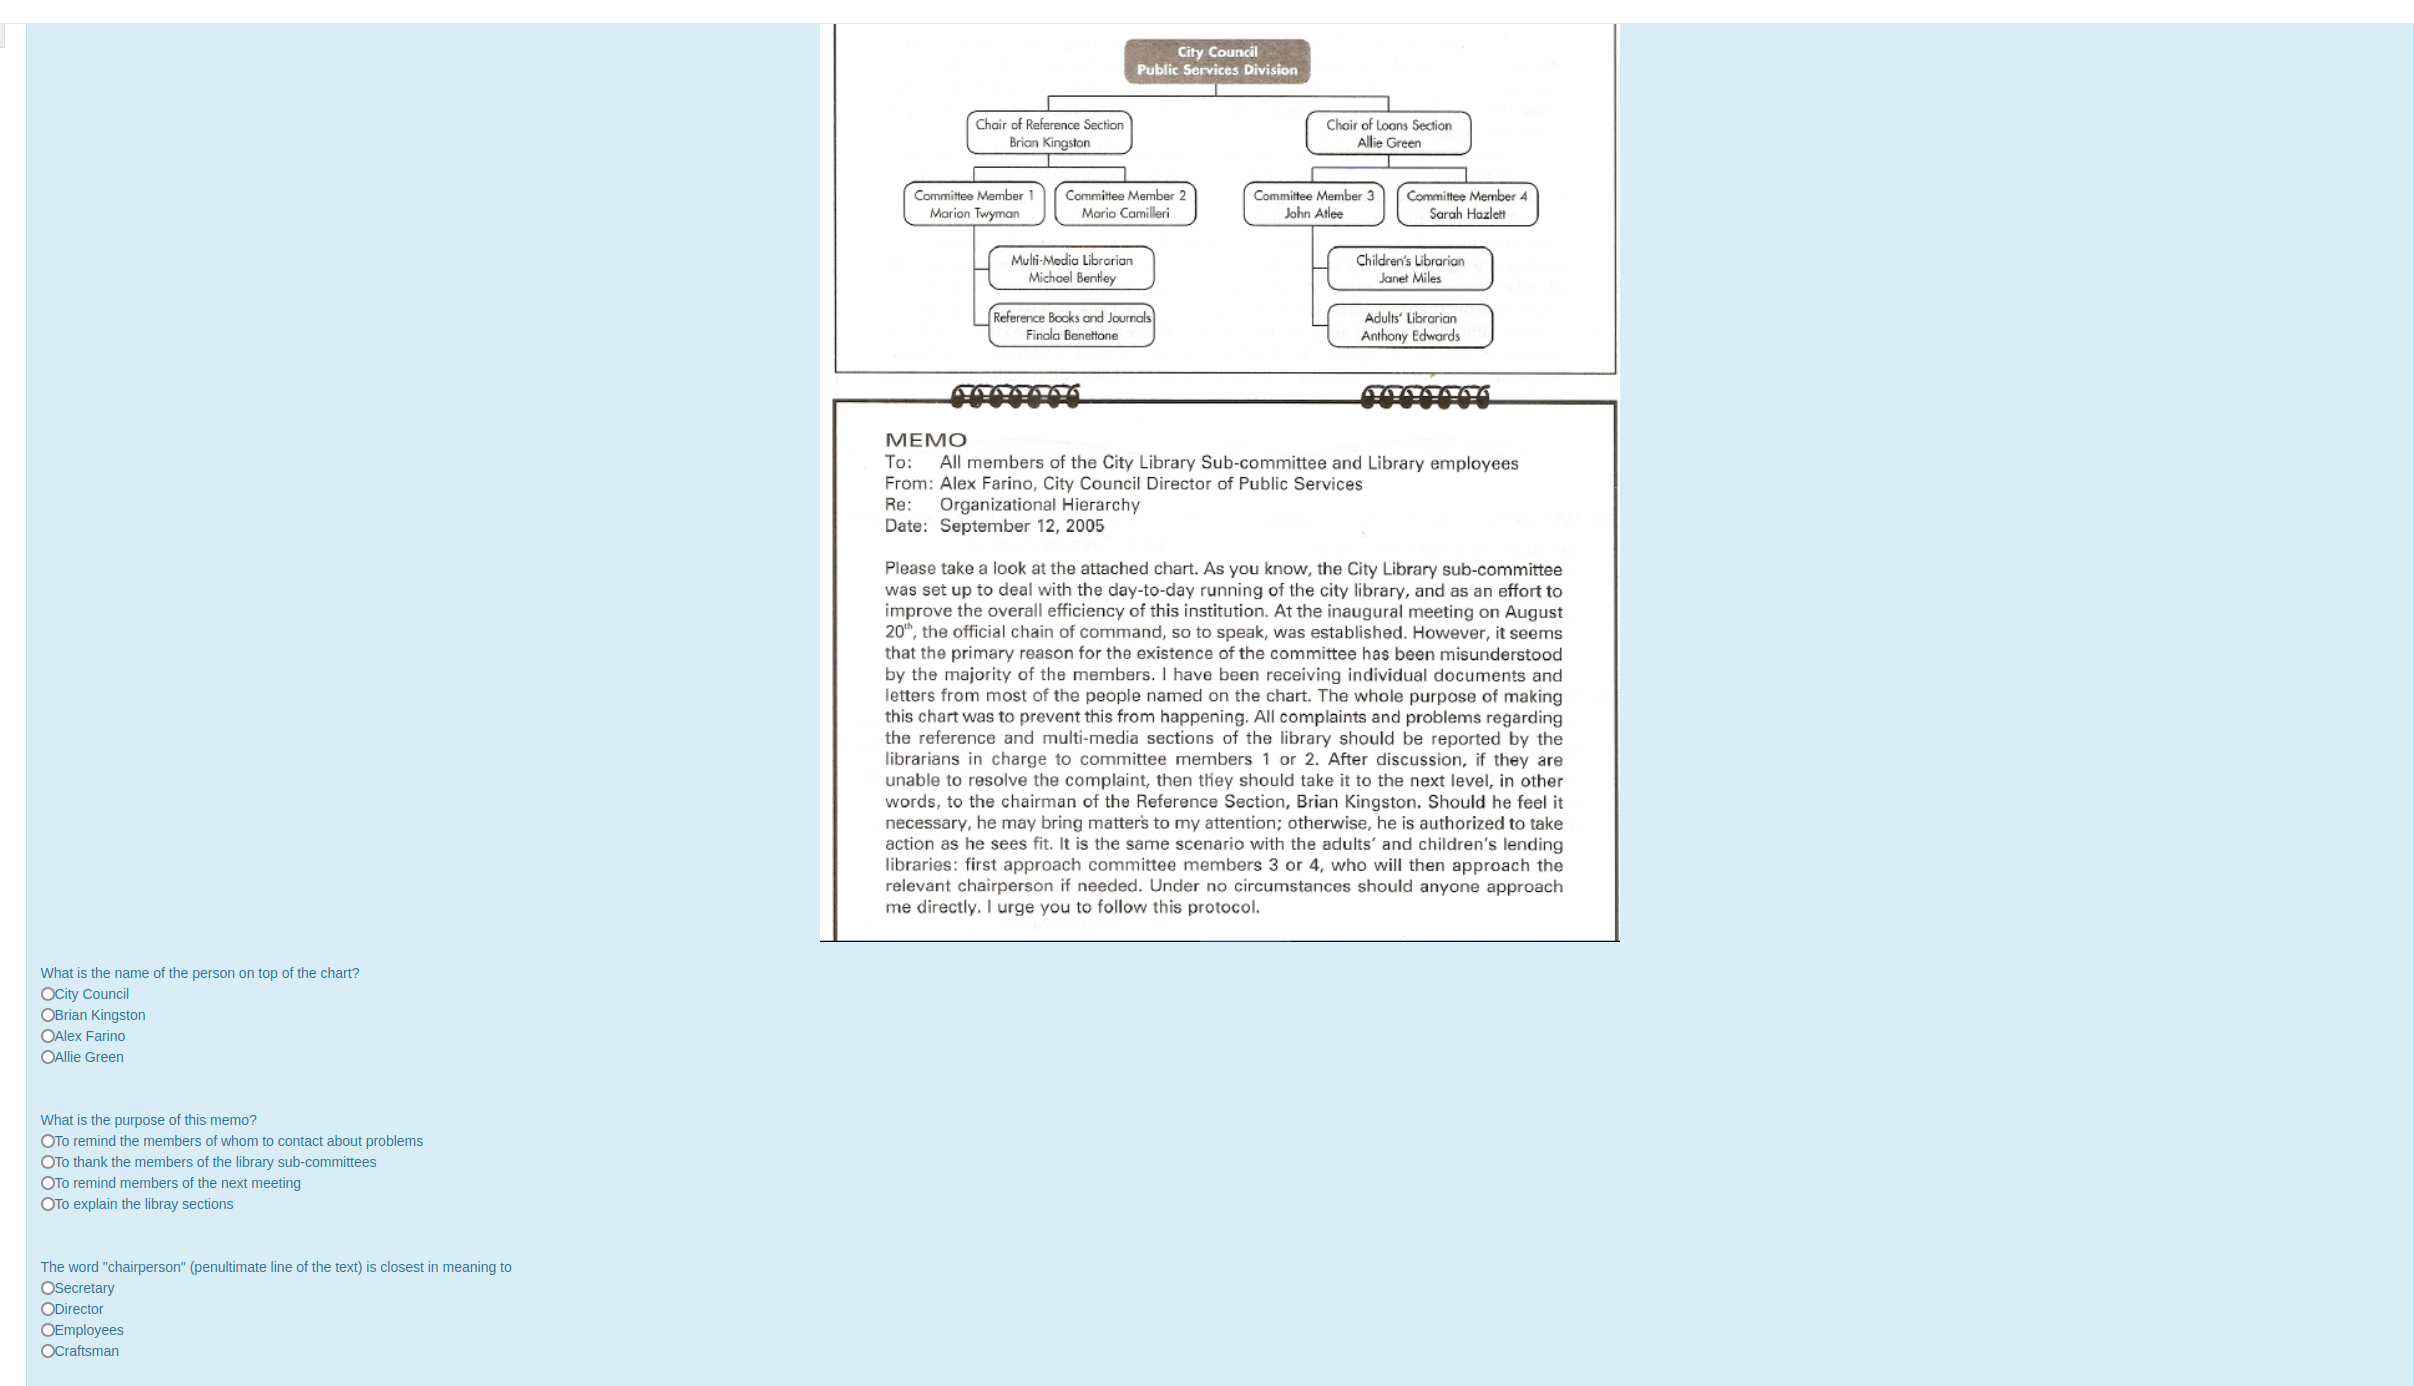 City Council
Public Services Division
Chair of Reference Section
Brian Kingston
Chair of Loans Section
Allie Green
Committee Member 1
Marion Twyman
Committee Member 2
Mario Camilleri
Committee Member 3
John Atlee
Committee Member 4
Sarah Hazlett
Multi-Media Librarian
Michael Bentley
Children's Librarian
Janet Miles
Reference Books and Journals
Finola Benettone
Adults' Librarian
Anthony Edwards
MEMO
To: All members of the City Library Sub-committee and Library employees
From: Alex Farino, City Council Director of Public Services
Re: Organizational Hierarchy
Date: September 12, 2005
Please take a look at the attached chart. As you know, the City Library sub-committee
was set up to deal with the day-to-day running of the city library, and as an effort to
improve the overall efficiency of this institution. At the inaugural meeting on August
20th, the official chain of command, so to speak, was established. However, it seems
that the primary reason for the existence of the committee has been misunderstood
by the majority of the members. I have been receiving individual documents and
letters from most of the people named on the chart. The whole purpose of making
this chart was to prevent this from happening. All complaints and problems regarding
the reference and multi-media sections of the library should be reported by the
librarians in charge to committee members 1 or 2. After discussion, if they are
unable to resolve the complaint, then they should take it to the next level, in other
words, to the chairman of the Reference Section, Brian Kingston. Should he feel it
necessary, he may bring matters to my attention; otherwise, he is authorized to take
action as he sees fit. It is the same scenario with the adults' and children's lending
libraries: first approach committee members 3 or 4, who will then approach the
relevant chairperson if needed. Under no circumstances should anyone approach
me directly. I urge you to follow this protocol.
What is the name of the person on top of the chart?
City Council
Brian Kingston
Alex Farino
Allie Green
What is the purpose of this memo?
To remind the members of whom to contact about problems
To thank the members of the library sub-committees
To remind members of the next meeting
To explain the libray sections
The word "chairperson" (penultimate line of the text) is closest in meaning to
Secretary
Director
Employees
Craftsman